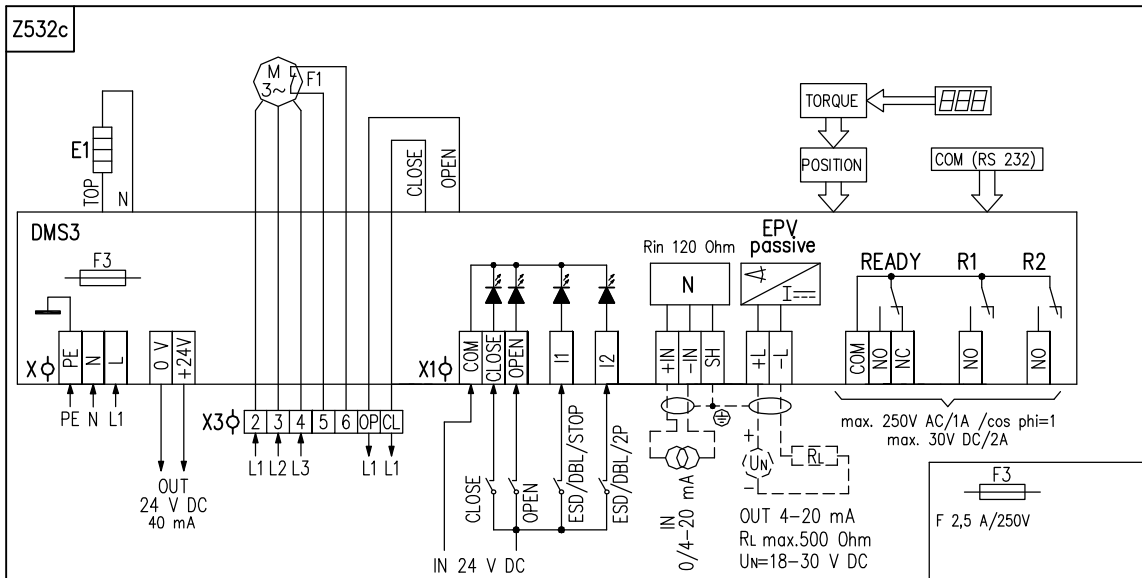 Z532c
M
3~
F1
E1
TOP
N
CLOSE
OPEN
TORQUE
POSITION
COM (RS 232)
DMS3
F3
Rin 120 Ohm
N
EPV
passive
I
READY
R1
R2
X
PE
N
L
0 V
+24V
X1
COM
CLOSE
OPEN
I1
I2
+IN
-IN
SH
+L
-L
COM
NO
NC
NO
NO
PE N L1
X3
2 3 4 5 6 OP CL
L1 L2 L3
L1 L1
OUT
24 V DC
40 mA
CLOSE
OPEN
ESD/DBL/STOP
ESD/DBL/2P
IN 24 V DC
IN
0/4-20 mA
+
UN
-
RL
OUT 4-20 mA
RL max.500 Ohm
UN=18-30 V DC
max. 250V AC/1A /cos phi=1
max. 30V DC/2A
F3
F 2,5 A/250V